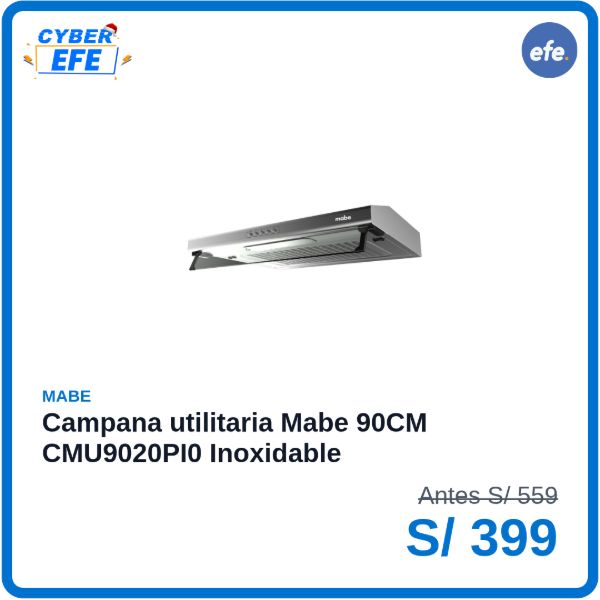 CYBER
EFE
efe.
mabe
MABE
Campana utilitaria Mabe 90CM
CMU9020PI0 Inoxidable
Antes S/ 559
S/ 399